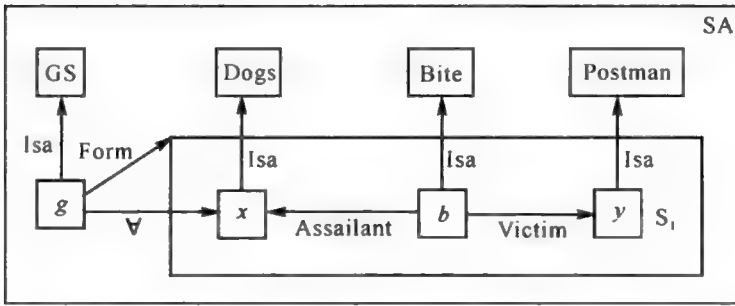 SA
GS Dogs Bite Postman
Isa Form Isa Isa Isa
g x b y S₁
∀ Assailant Victim